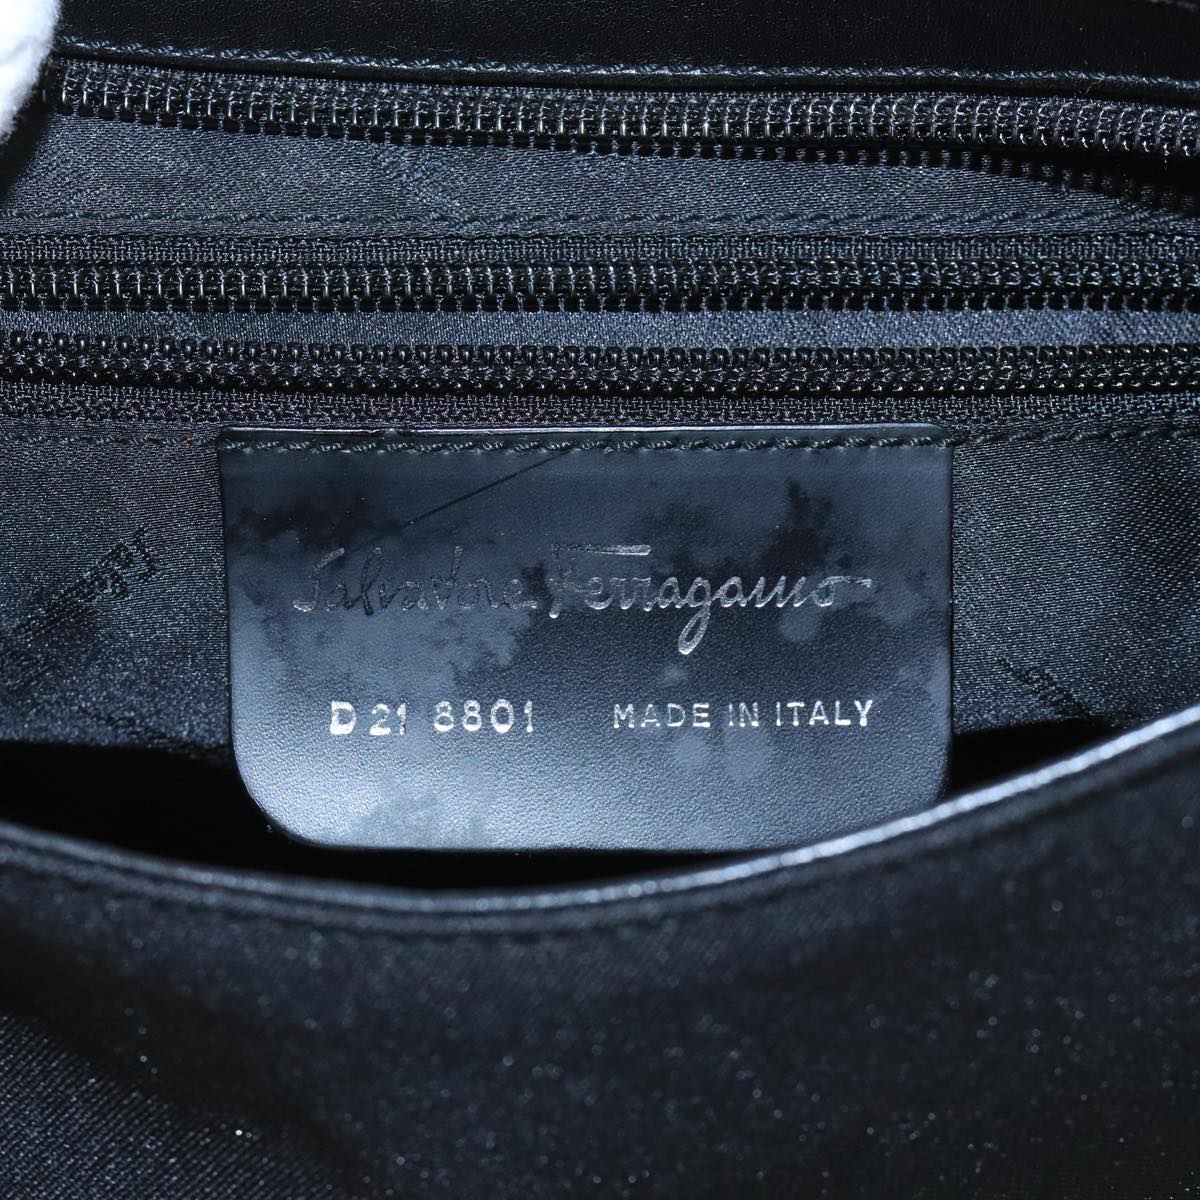 Salvatore Ferragamo
D21 8801 MADE IN ITALY